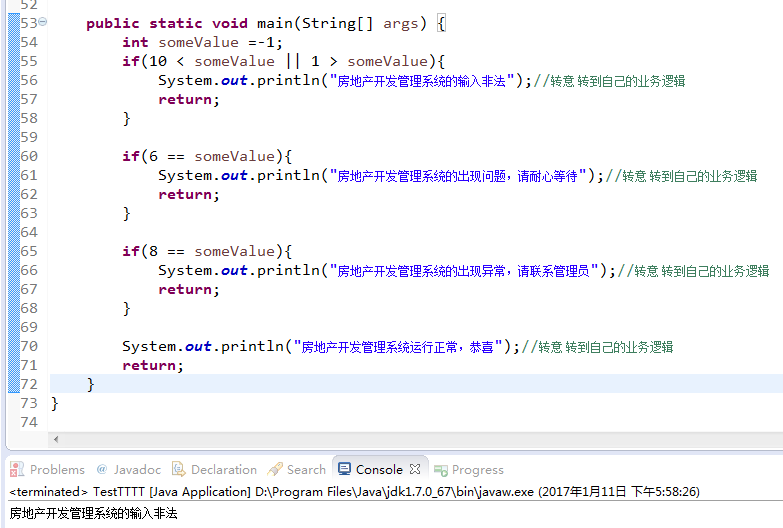 52
53 public static void main(String[] args) {
54 int someValue =-1;
55 if(10 < someValue || 1 > someValue){
56 System.out.println("房地产开发管理系统的输入非法");//转意 转到自己的业务逻辑
57 return;
58 }
59
60 if(6 == someValue){
61 System.out.println("房地产开发管理系统的出现问题，请耐心等待");//转意 转到自己的业务逻辑
62 return;
63 }
64
65 if(8 == someValue){
66 System.out.println("房地产开发管理系统的出现异常，请联系管理员");//转意 转到自己的业务逻辑
67 return;
68 }
69
70 System.out.println("房地产开发管理系统运行正常，恭喜");//转意 转到自己的业务逻辑
71 return;
72 }
73 }
74
Problems @ Javadoc Declaration Search Console Progress
<terminated> TestTTTT [Java Application] D:\Program Files\Java\jdk1.7.0_67\bin\javaw.exe (2017年1月11日 下午5:58:26)
房地产开发管理系统的输入非法